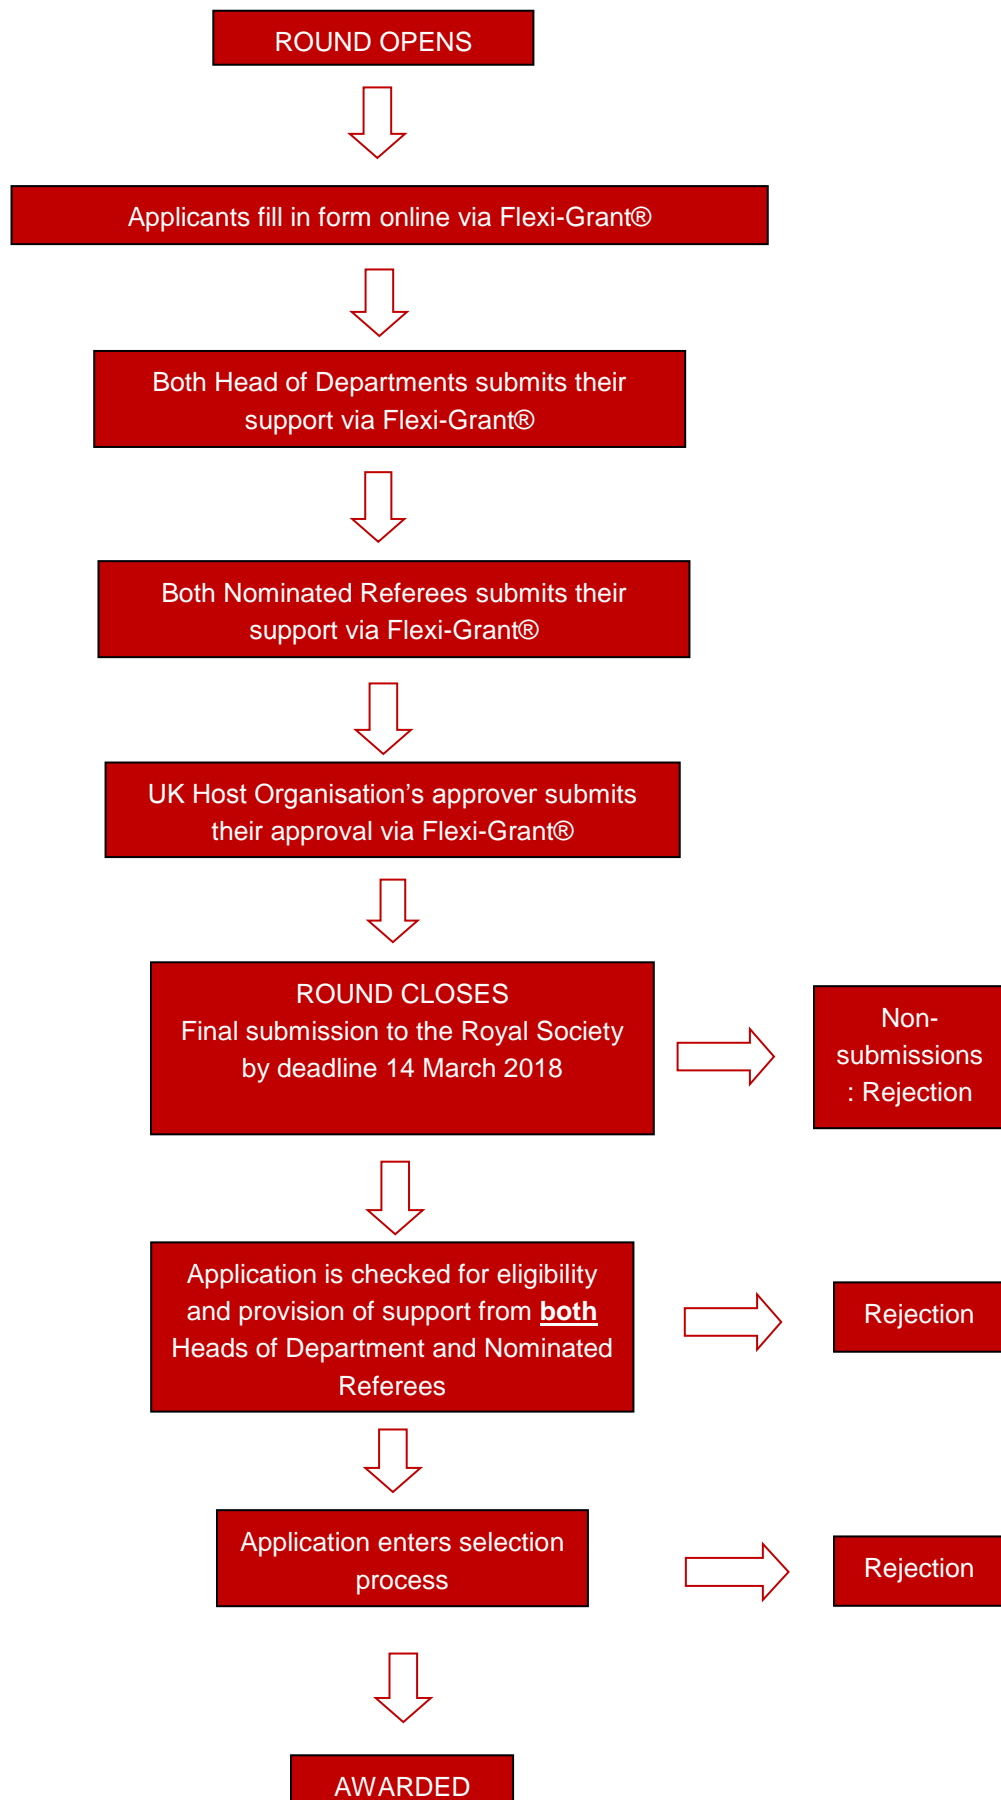 ROUND OPENS
Applicants fill in form online via Flexi-Grant®
Both Head of Departments submits their
support via Flexi-Grant®
Both Nominated Referees submits their
support via Flexi-Grant®
UK Host Organisation’s approver submits
their approval via Flexi-Grant®
ROUND CLOSES
Final submission to the Royal Society
by deadline 14 March 2018
Non-
submissions
: Rejection
Application is checked for eligibility
and provision of support from both
Heads of Department and Nominated
Referees
Rejection
Application enters selection
process
Rejection
AWARDED